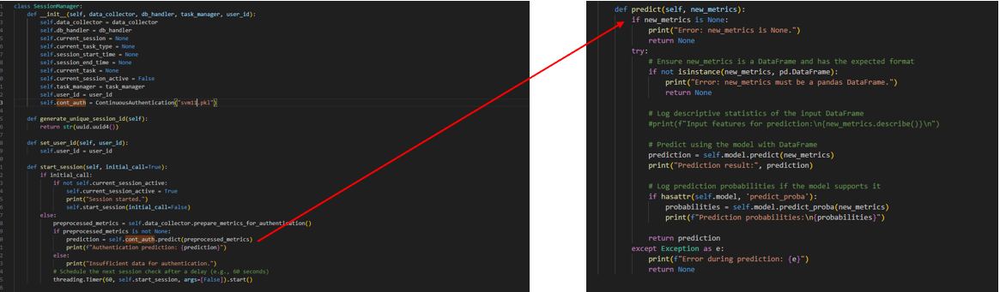 class SessionManager:
    def __init__(self, data_collector, db_handler, task_manager, user_id):
        self.data_collector = data_collector
        self.db_handler = db_handler
        self.current_session = None
        self.current_task_type = None
        self.session_start_time = None
        self.session_end_time = None
        self.current_task = None
        self.current_session_active = False
        self.task_manager = task_manager
        self.user_id = user_id
        self.cont_auth = ContinuousAuthentication("svm11.pkl")
    def generate_unique_session_id(self):
        return str(uuid.uuid4())
    def set_user_id(self, user_id):
        self.user_id = user_id
    def start_session(self, initial_call=True):
        if initial_call:
            if not self.current_session_active:
                self.current_session_active = True
                print("Session started.")
                self.start_session(initial_call=False)
        else:
            preprocessed_metrics = self.data_collector.prepare_metrics_for_authentication()
            if preprocessed_metrics is not None:
                prediction = self.cont_auth.predict(preprocessed_metrics)
                print(f"Authentication prediction: {prediction}")
            else:
                print("Insufficient data for authentication.")
            # Schedule the next session check after a delay (e.g., 60 seconds)
            threading.Timer(60, self.start_session, args=[False]).start()
def predict(self, new_metrics):
    if new_metrics is None:
        print("Error: new_metrics is None.")
        return None
    try:
        # Ensure new_metrics is a DataFrame and has the expected format
        if not isinstance(new_metrics, pd.DataFrame):
            print("Error: new_metrics must be a pandas DataFrame.")
            return None
        # Log descriptive statistics of the input DataFrame
        #print(f"Input features for prediction:\n{new_metrics.describe()}\n")
        # Predict using the model with DataFrame
        prediction = self.model.predict(new_metrics)
        print("Prediction result:", prediction)
        # Log prediction probabilities if the model supports it
        if hasattr(self.model, 'predict_proba'):
            probabilities = self.model.predict_proba(new_metrics)
            print(f"Prediction probabilities:\n{probabilities}")
        return prediction
    except Exception as e:
        print(f"Error during prediction: {e}")
        return None